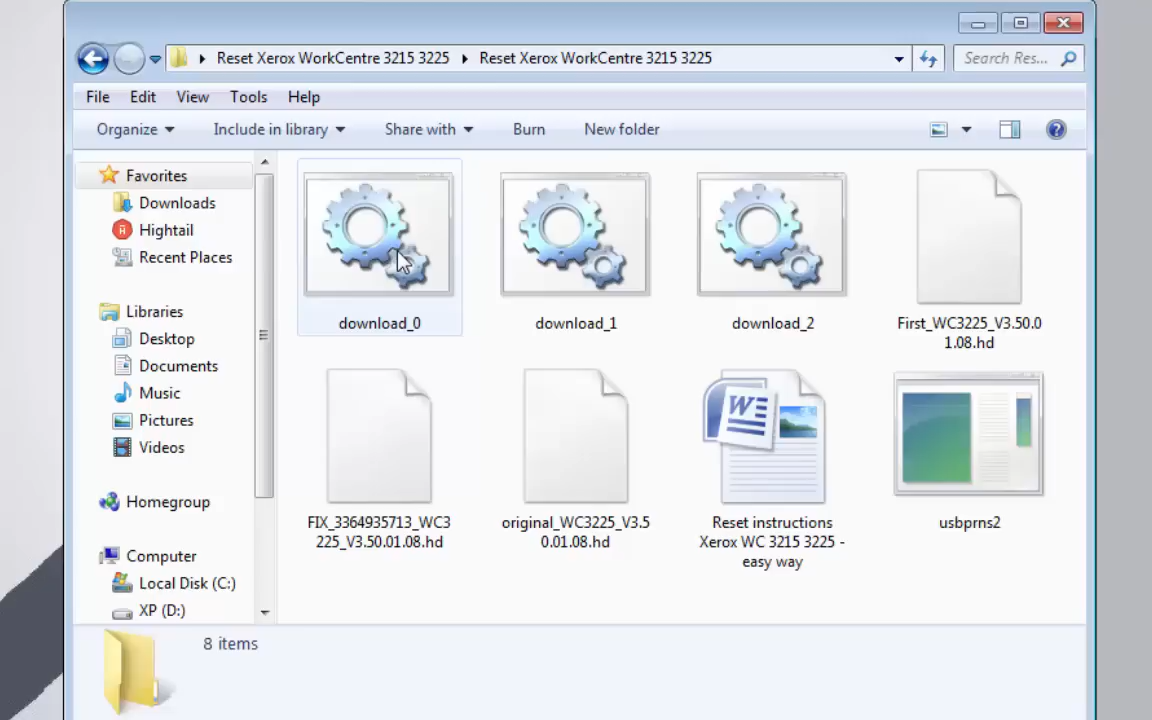 Reset Xerox WorkCentre 3215 3225 Reset Xerox WorkCentre 3215 3225 Search Res...
File Edit View Tools Help
Organize Include in library Share with Burn New folder
Favorites
Downloads
Hightail
Recent Places
Libraries
Desktop
Documents
Music
Pictures
Videos
Homegroup
Computer
Local Disk (C:)
XP (D:)
download_0
download_1
download_2
First_WC3225_V3.50.0
1.08.hd
FIX_3364935713_WC3
225_V3.50.01.08.hd
original_WC3225_V3.5
0.01.08.hd
W
Reset instructions
Xerox WC 3215 3225 -
easy way
usbprns2
8 items